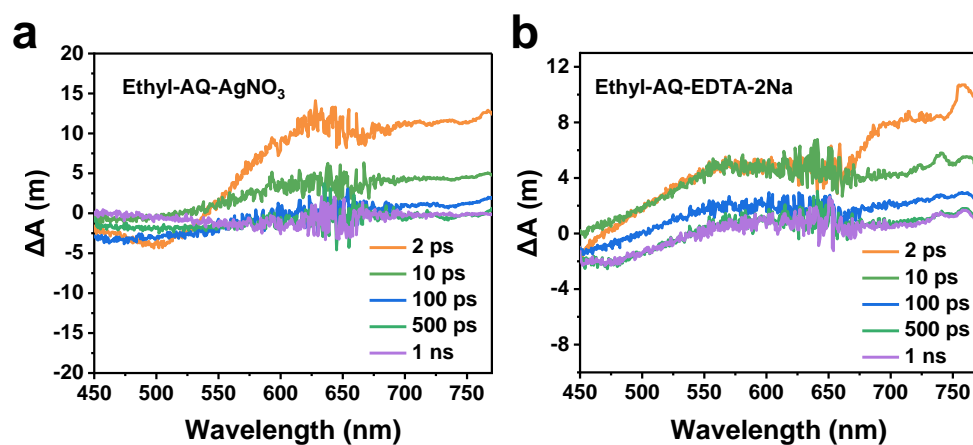 a
Ethyl-AQ-AgNO₃
ΔA (m)
20
15
10
5
0
-5
-10
-15
-20
2 ps
10 ps
100 ps
500 ps
1 ns
450 500 550 600 650 700 750
Wavelength (nm)
b
Ethyl-AQ-EDTA-2Na
ΔA (m)
12
8
4
0
-4
-8
2 ps
10 ps
100 ps
500 ps
1 ns
450 500 550 600 650 700 750
Wavelength (nm)